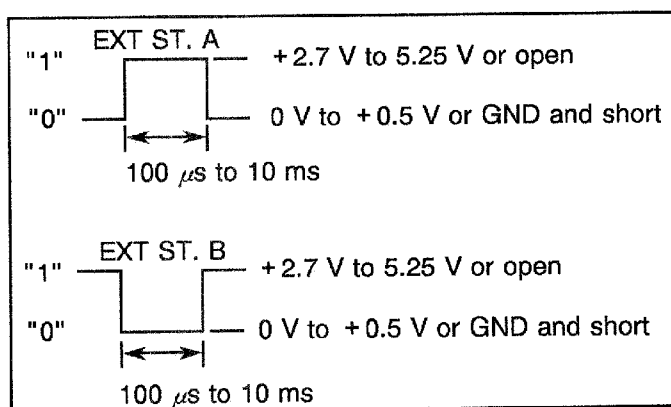 EXT ST. A
"1" +2.7 V to 5.25 V or open
"0" 0 V to +0.5 V or GND and short
100 μs to 10 ms
EXT ST. B
"1" +2.7 V to 5.25 V or open
"0" 0 V to +0.5 V or GND and short
100 μs to 10 ms